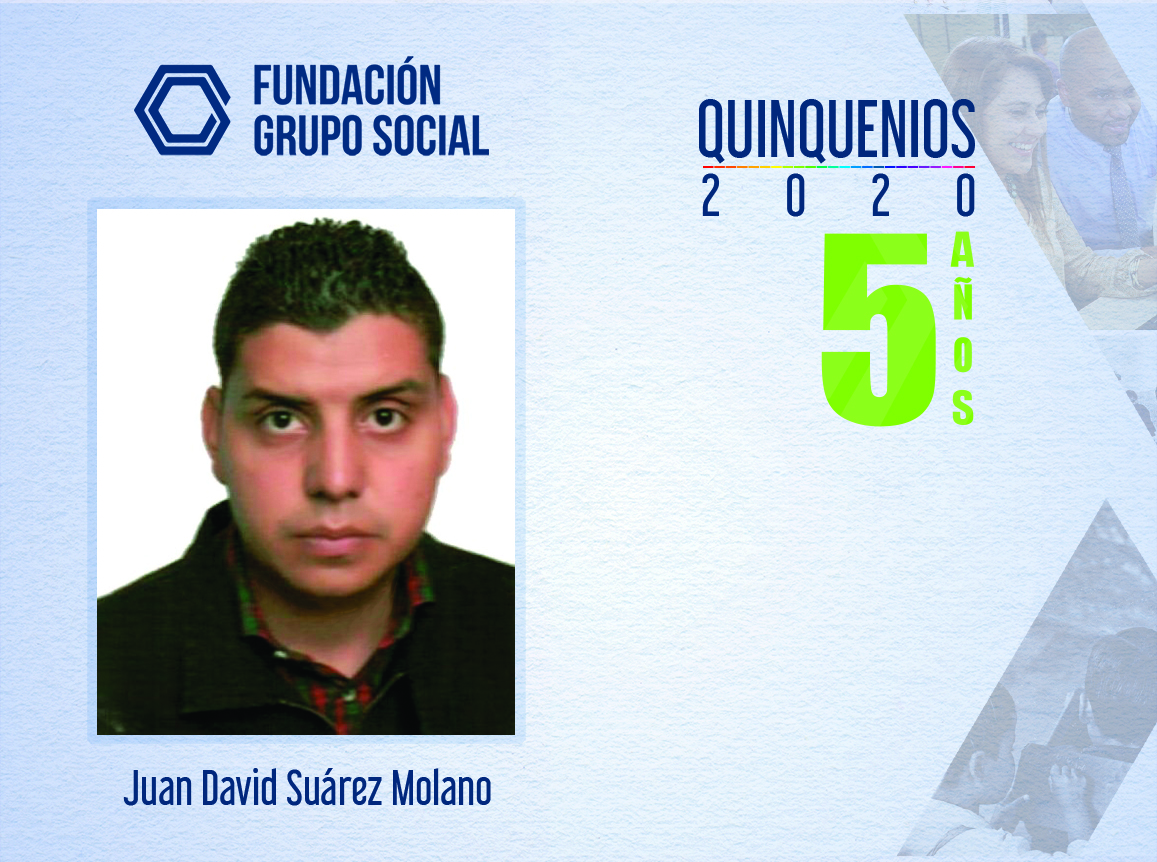 FUNDACIÓN
GRUPO SOCIAL
QUINQUENIOS
2020
5 AÑOS
Juan David Suárez Molano